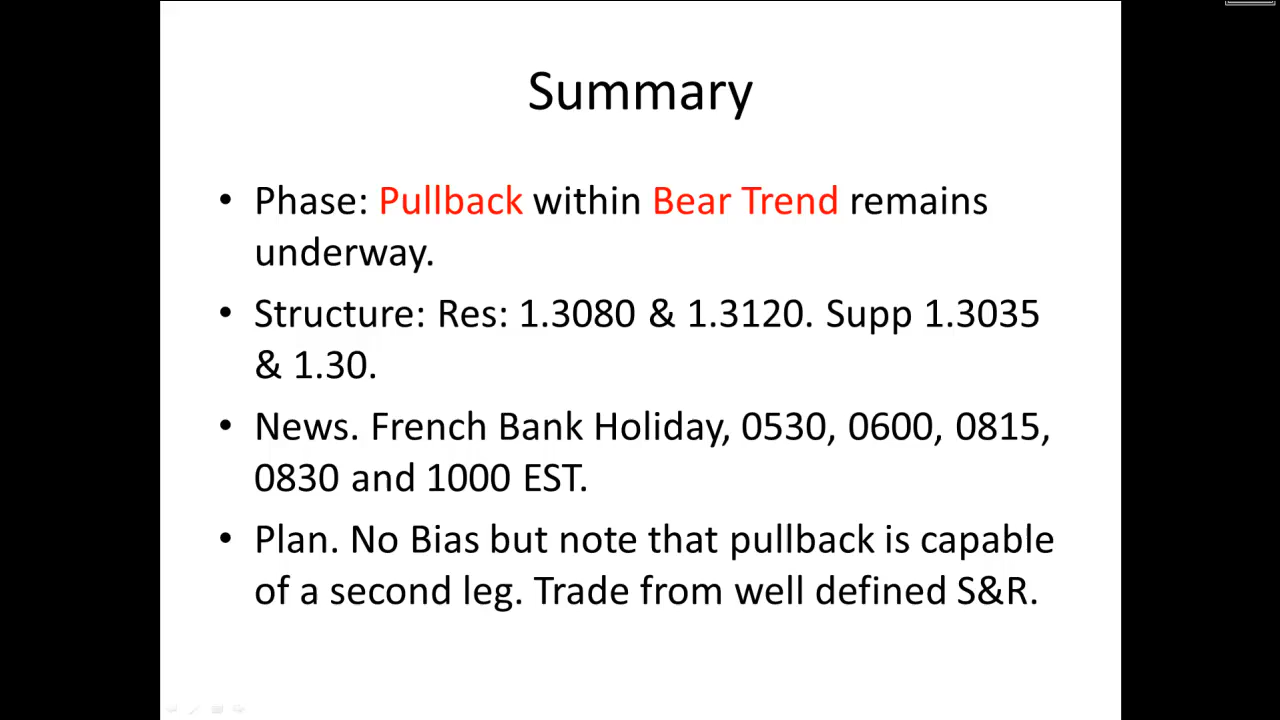 Summary
• Phase: Pullback within Bear Trend remains
underway.
• Structure: Res: 1.3080 & 1.3120. Supp 1.3035
& 1.30.
• News. French Bank Holiday, 0530, 0600, 0815,
0830 and 1000 EST.
• Plan. No Bias but note that pullback is capable
of a second leg. Trade from well defined S&R.